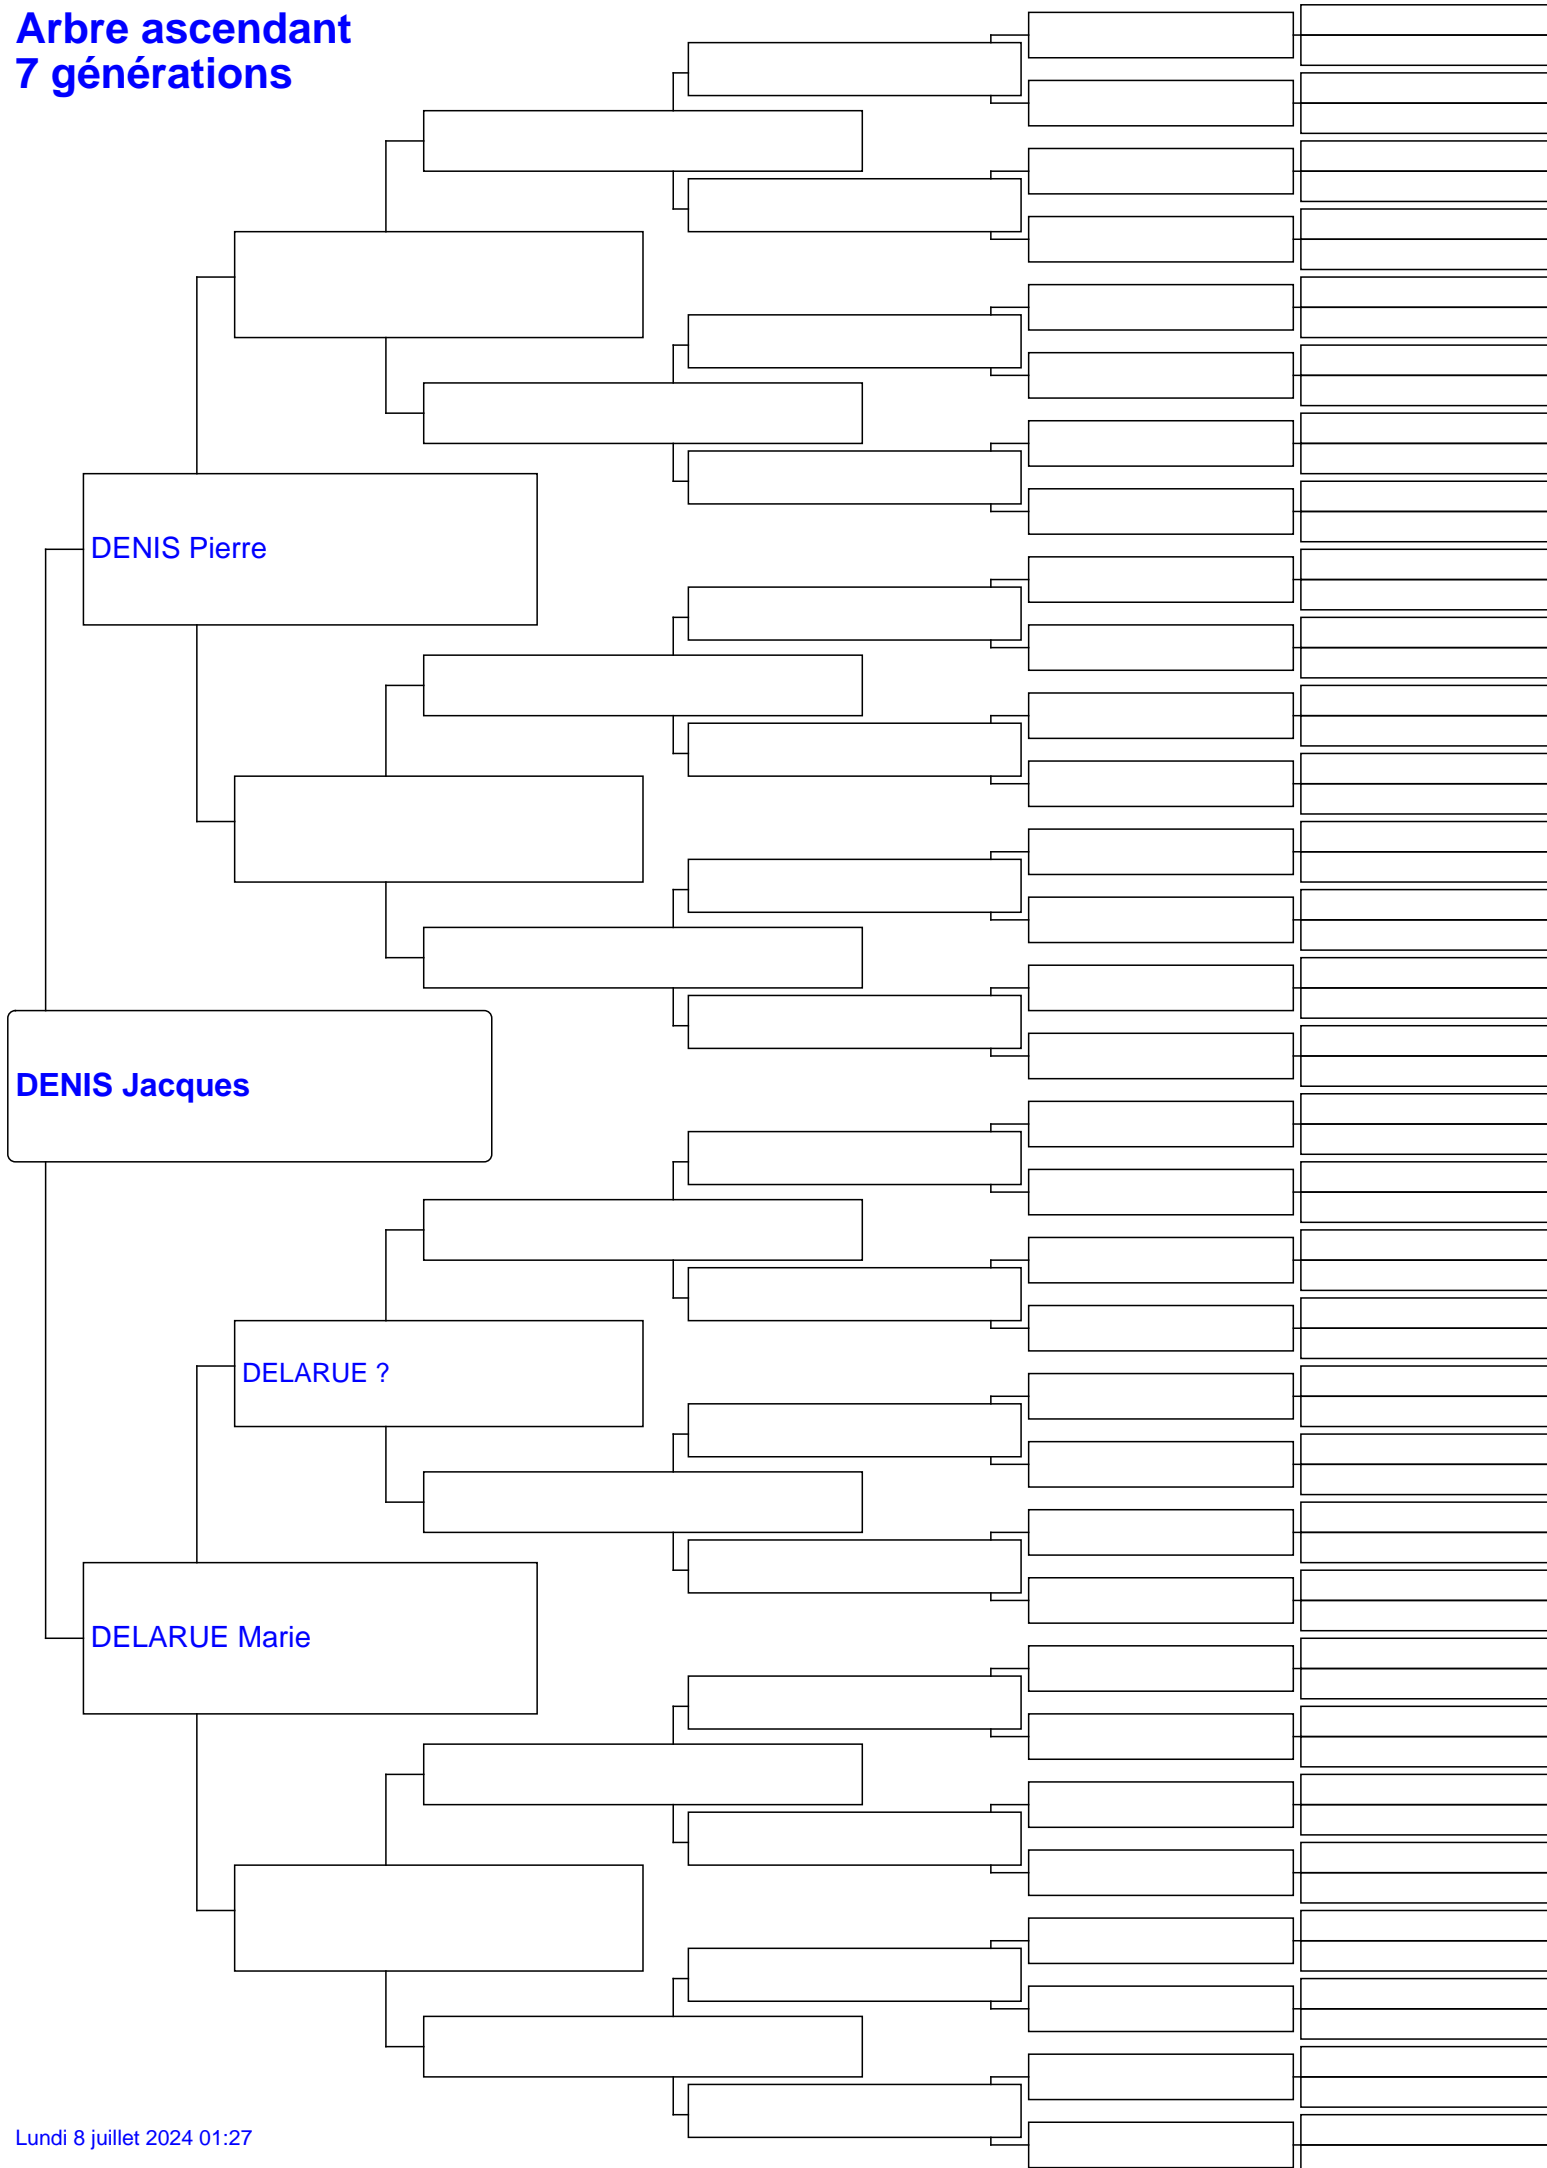 Arbre ascendant
7 générations
DENIS Pierre
DENIS Jacques
DELARUE ?
DELARUE Marie
Lundi 8 juillet 2024 01:27